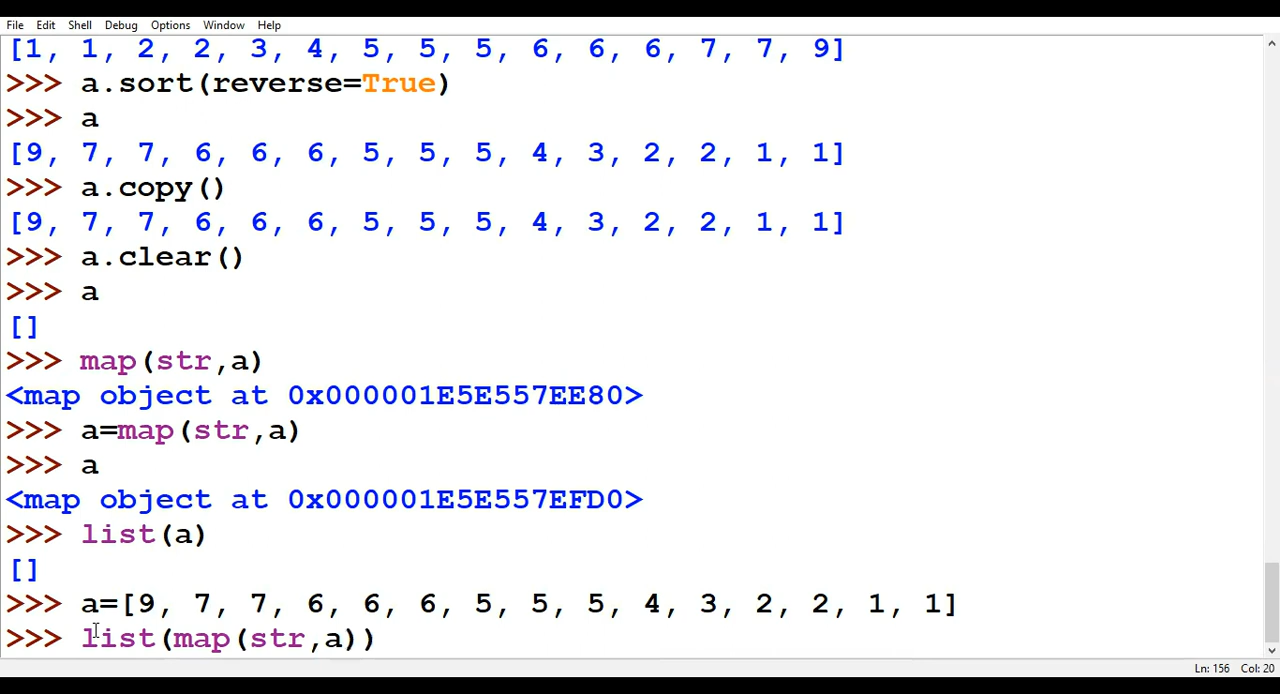 File Edit Shell Debug Options Window Help
[1, 1, 2, 2, 3, 4, 5, 5, 5, 6, 6, 6, 7, 7, 9]
>>> a.sort(reverse=True)
>>> a
[9, 7, 7, 6, 6, 6, 5, 5, 5, 4, 3, 2, 2, 1, 1]
>>> a.copy()
[9, 7, 7, 6, 6, 6, 5, 5, 5, 4, 3, 2, 2, 1, 1]
>>> a.clear()
>>> a
[]
>>> map(str,a)
<map object at 0x000001E5E557EE80>
>>> a=map(str,a)
>>> a
<map object at 0x000001E5E557EFD0>
>>> list(a)
[]
>>> a=[9, 7, 7, 6, 6, 6, 5, 5, 5, 4, 3, 2, 2, 1, 1]
>>> list(map(str,a))
Ln: 156 Col: 20